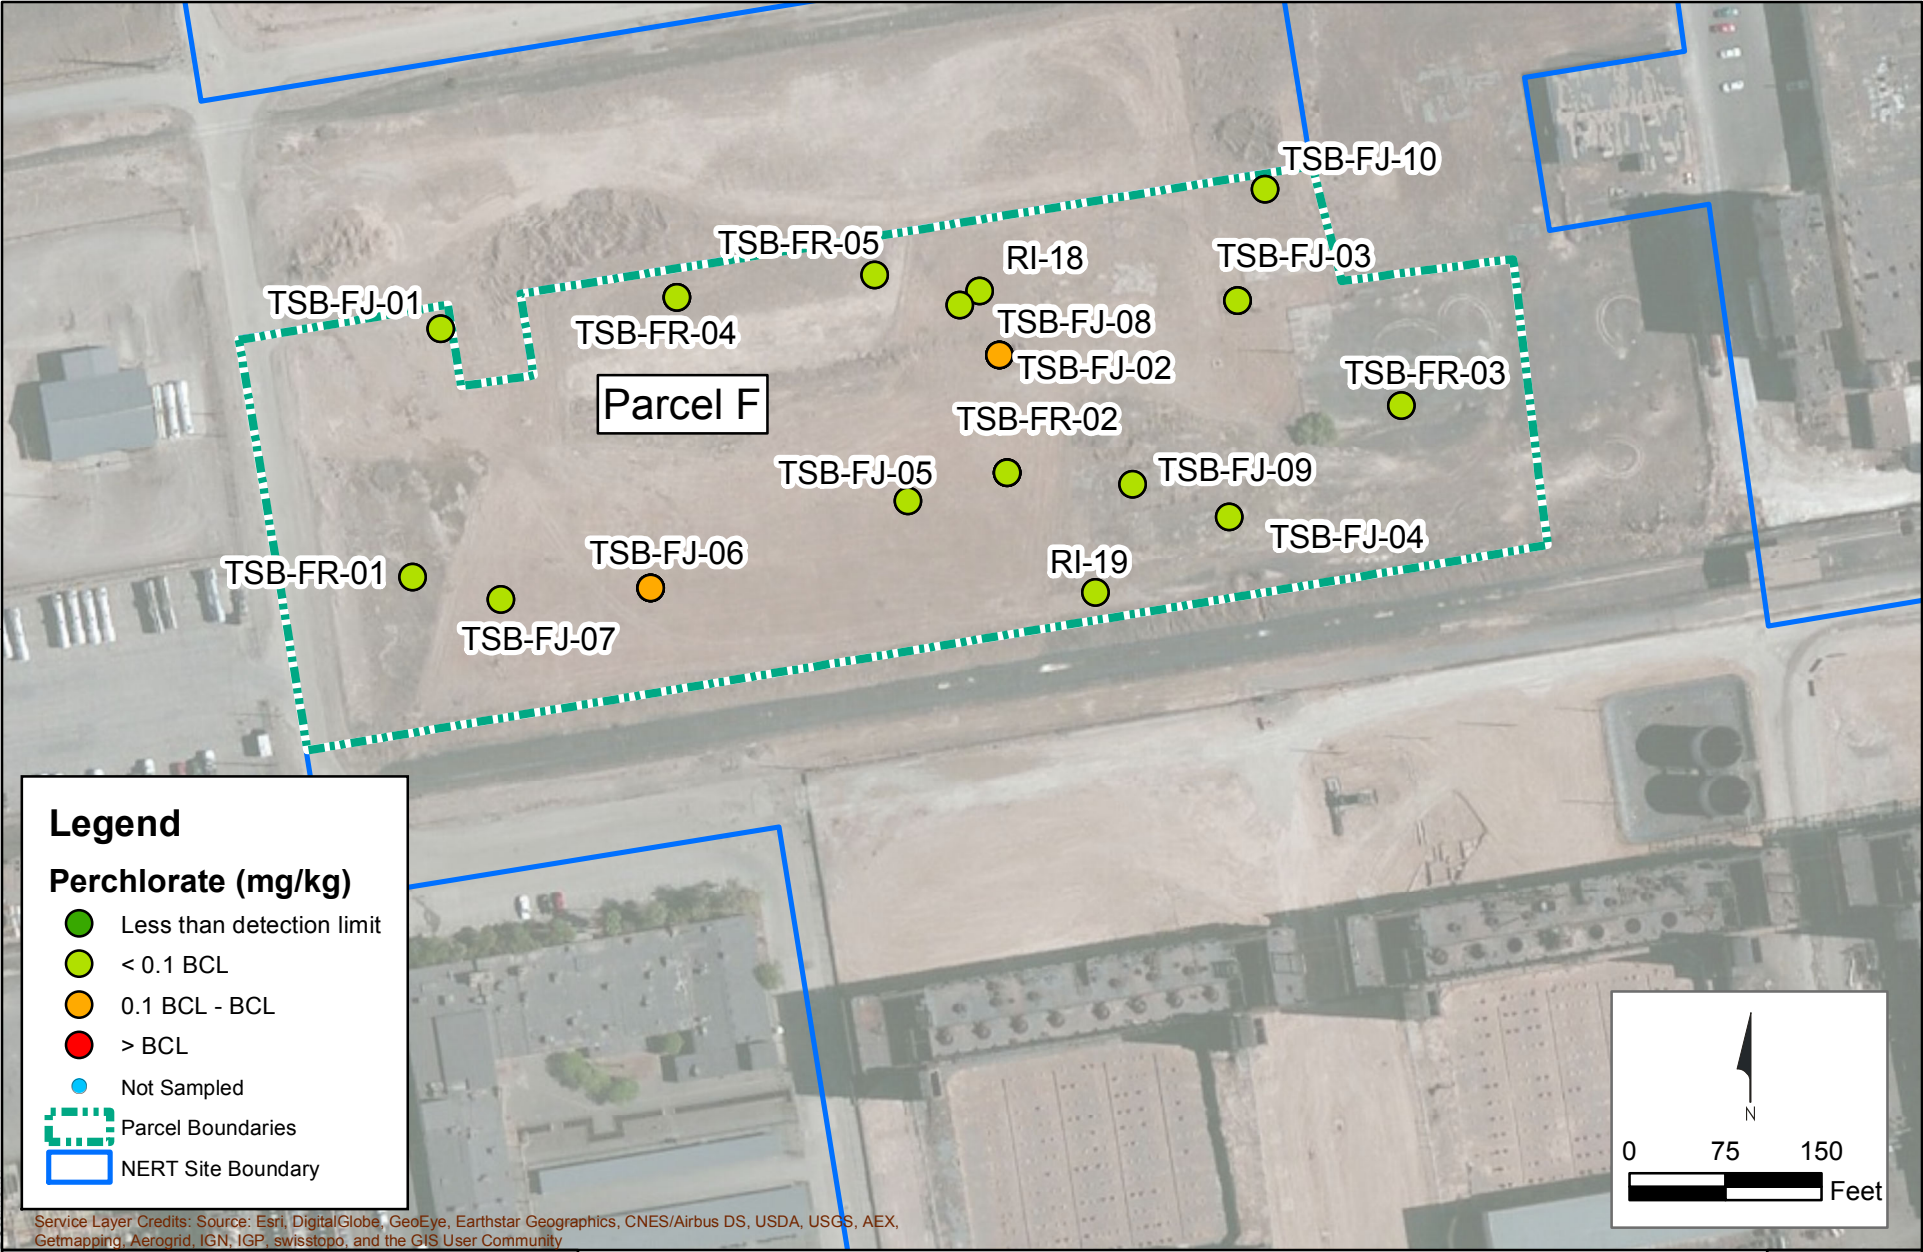 TSB-FJ-10
TSB-FR-05
RI-18
TSB-FJ-03
TSB-FJ-01
TSB-FR-04
TSB-FJ-08
TSB-FJ-02
TSB-FR-03
Parcel F
TSB-FR-02
TSB-FJ-05
TSB-FJ-09
TSB-FJ-04
TSB-FJ-06
RI-19
TSB-FR-01
TSB-FJ-07
Legend
Perchlorate (mg/kg)
Less than detection limit
< 0.1 BCL
0.1 BCL - BCL
> BCL
Not Sampled
Parcel Boundaries
NERT Site Boundary
N
0 75 150
Feet
Service Layer Credits: Source: Esri, DigitalGlobe, GeoEye, Earthstar Geographics, CNES/Airbus DS, USDA, USGS, AEX,
Getmapping, Aerogrid, IGN, IGP, swisstopo, and the GIS User Community